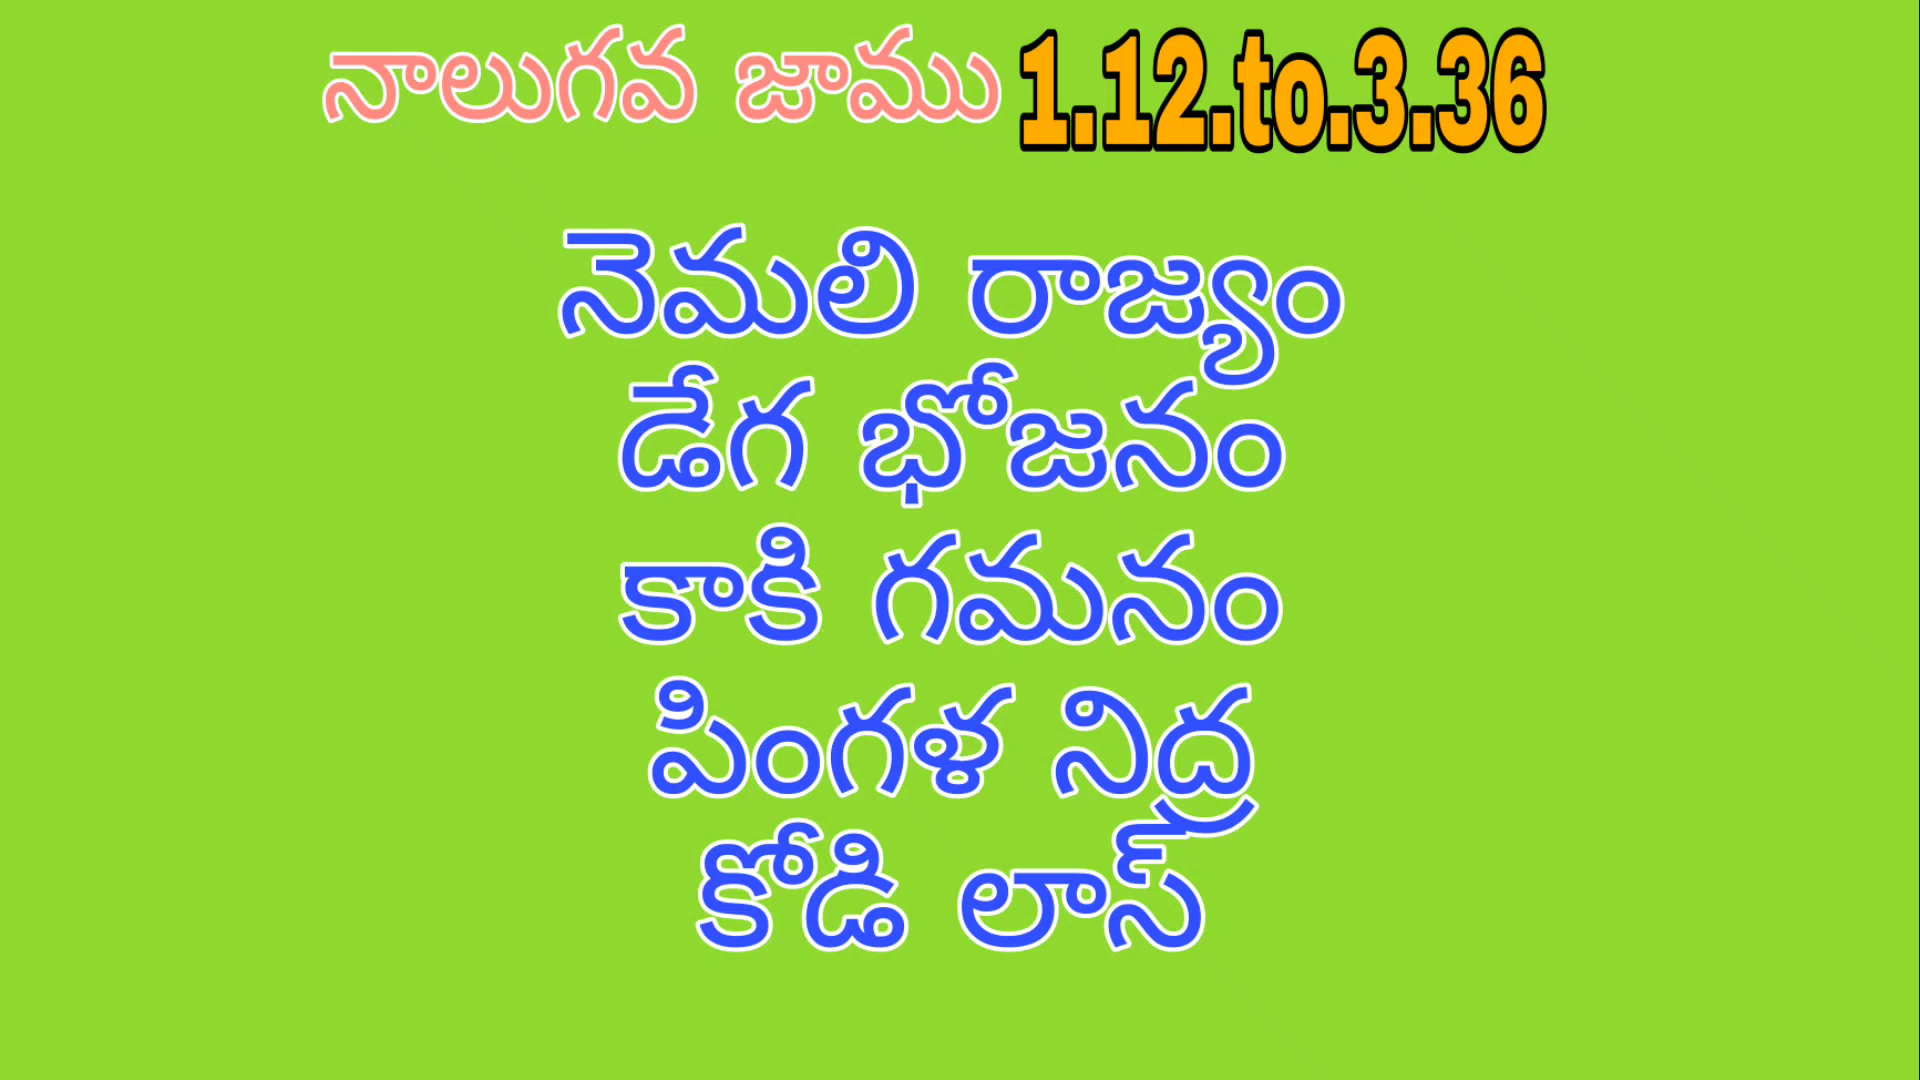 నాలుగవ జాము 1.12.to.3.36
నెమలి రాజ్యం
డేగ భోజనం
కాకి గమనం
పింగళ నిద్ర
కోడి లాస్